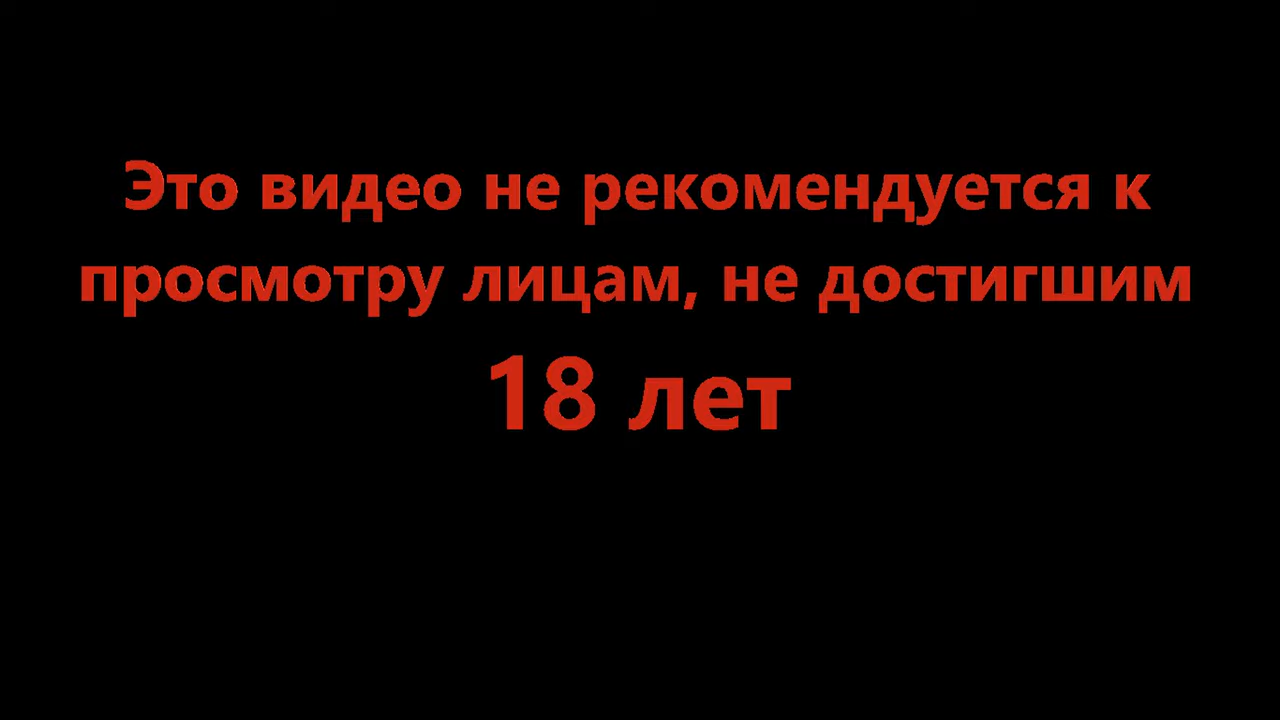 Это видео не рекомендуется к
просмотру лицам, не достигшим
18 лет